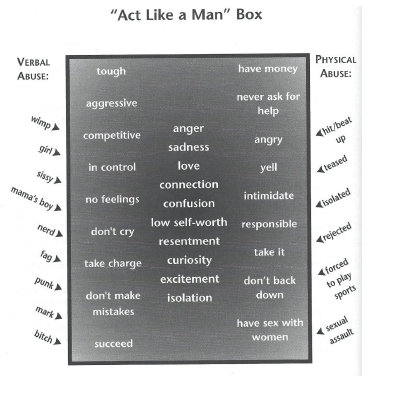 "Act Like a Man" Box
VERBAL
ABUSE:
wimp
girl
sissy
mama's boy
nerd
fag
punk
mark
bitch
tough
aggressive
competitive
in control
no feelings
don't cry
take charge
don't make
mistakes
succeed
anger
sadness
love
connection
confusion
low self-worth
resentment
curiosity
excitement
isolation
have money
never ask for
help
angry
yell
intimidate
responsible
take it
don't back
down
have sex with
women
PHYSICAL
ABUSE:
hit/beat
up
teased
isolated
rejected
forced
to play
sports
sexual
assault